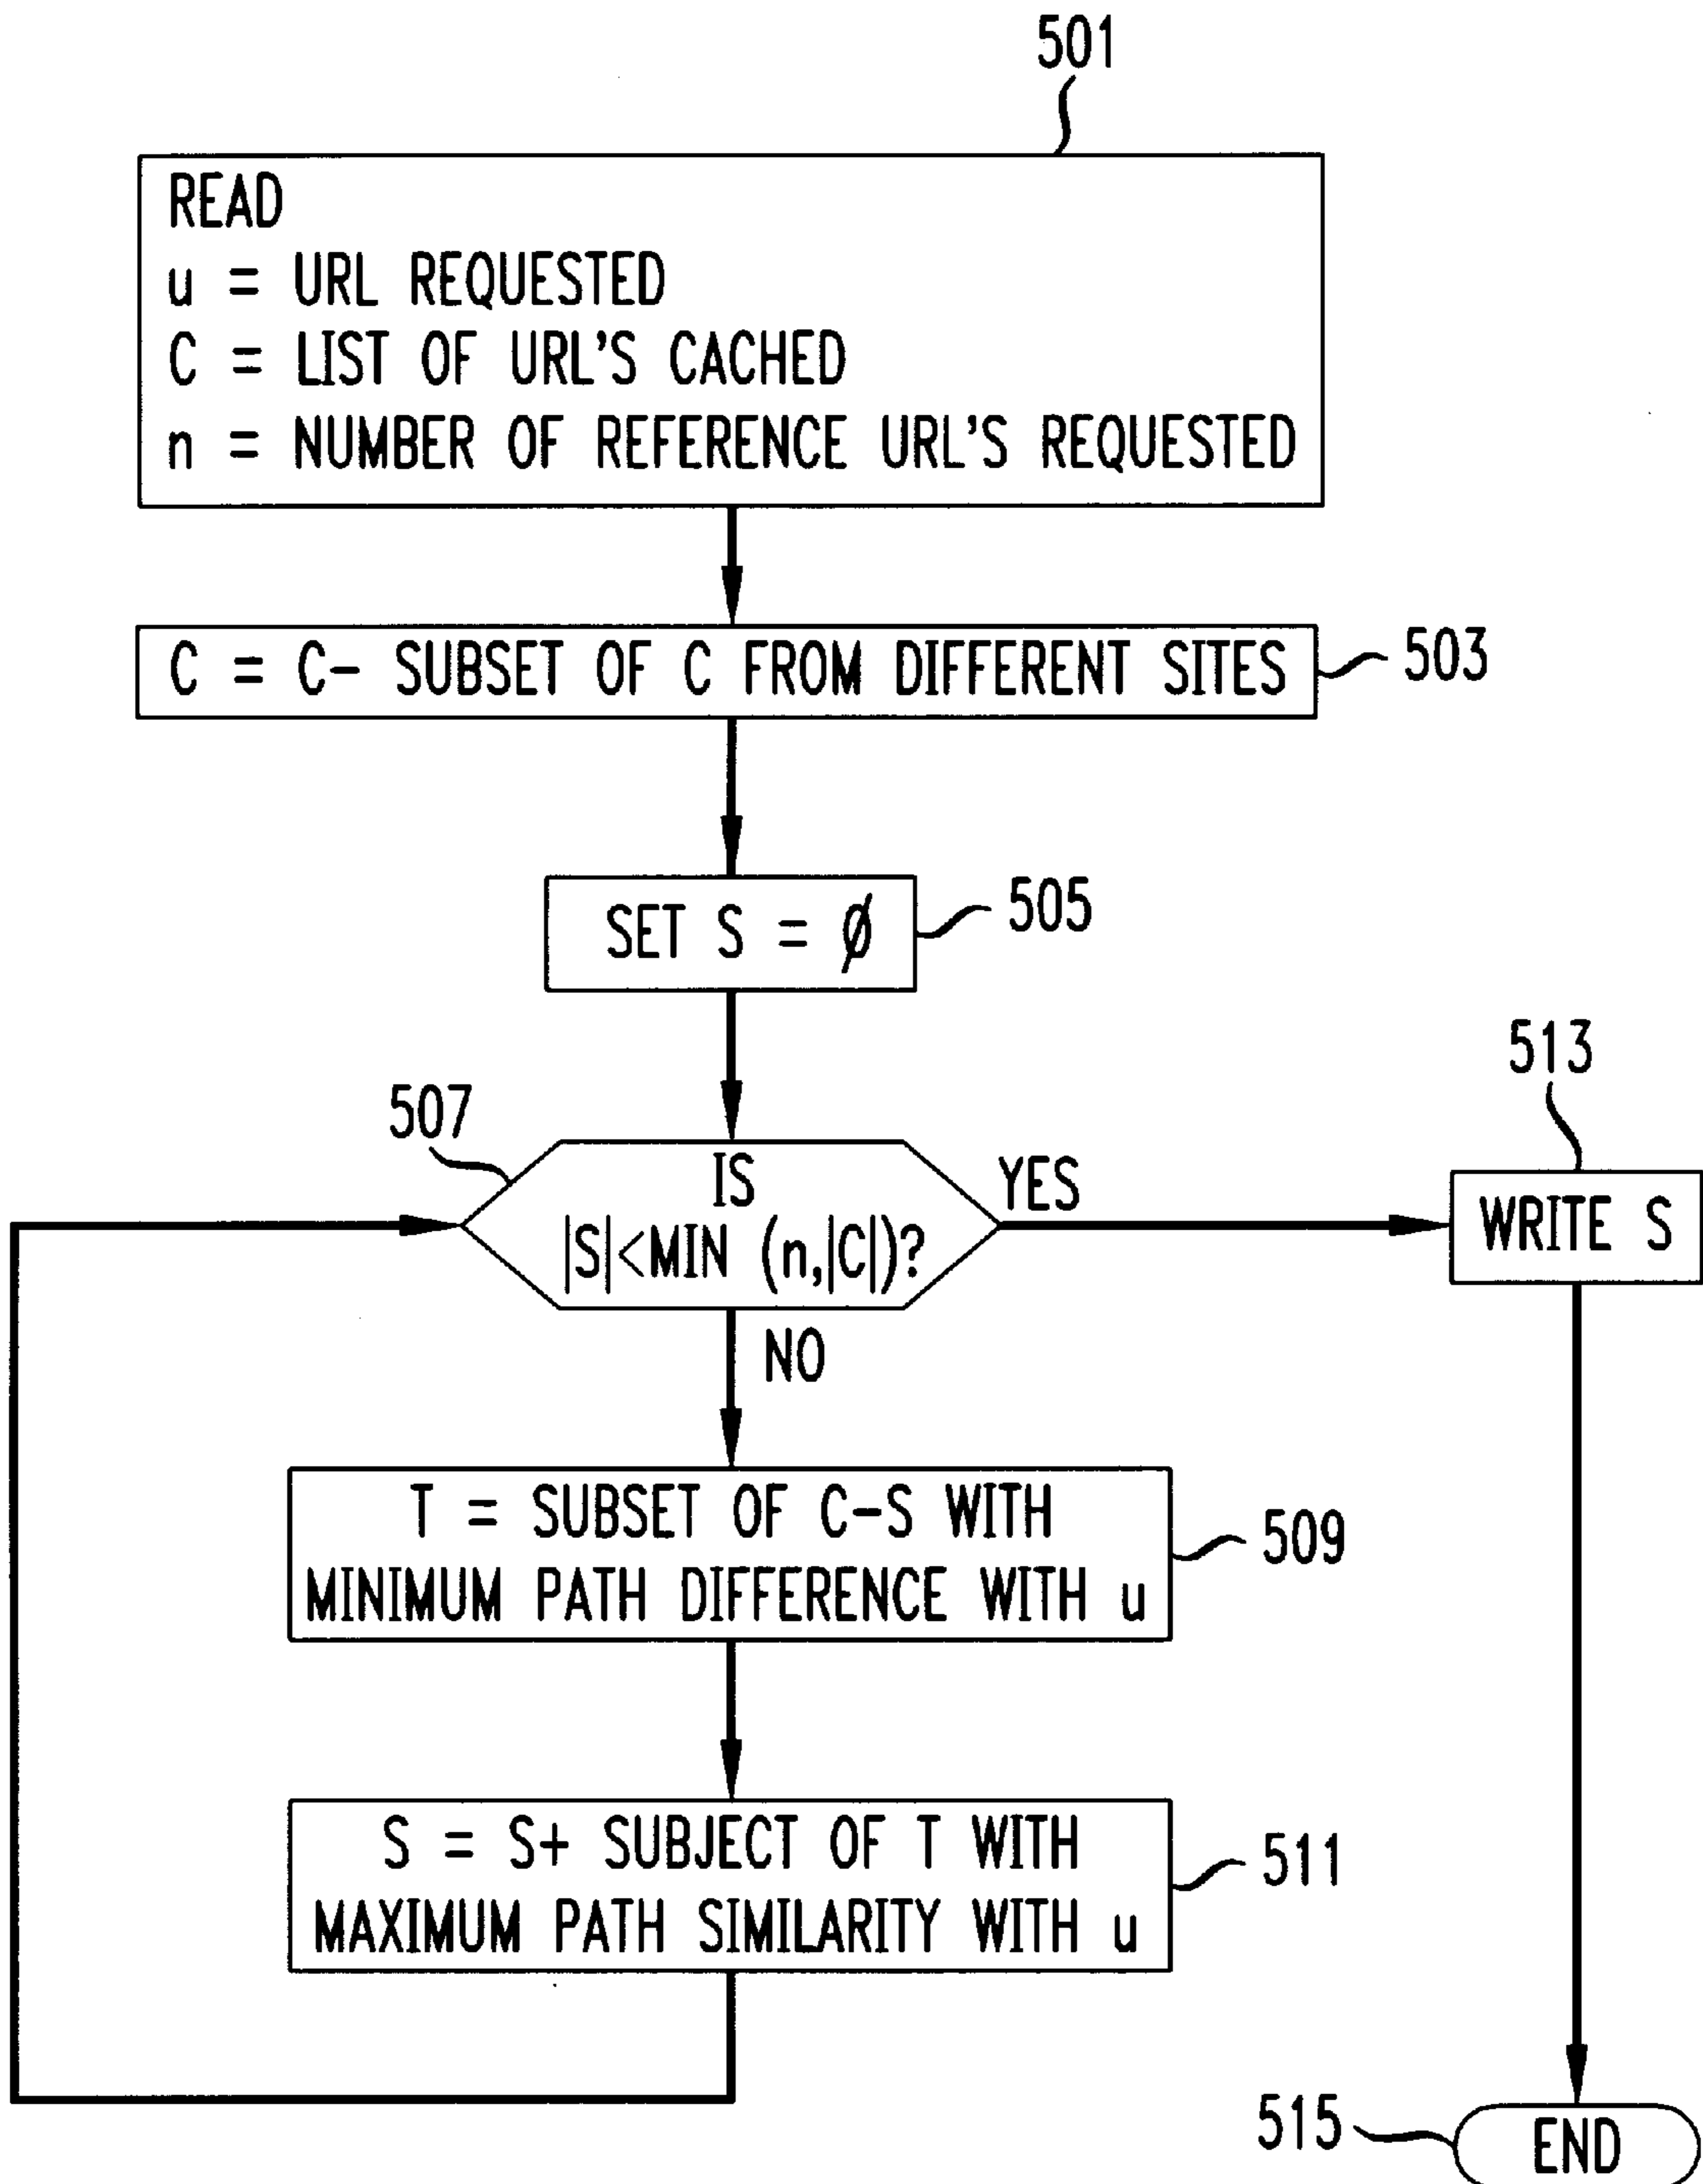 501
READ
u = URL REQUESTED
C = LIST OF URL'S CACHED
n = NUMBER OF REFERENCE URL'S REQUESTED
C = C- SUBSET OF C FROM DIFFERENT SITES
503
SET S = ∅
505
507
IS
|S|<MIN (n,|C|)?
YES
513
WRITE S
NO
T = SUBSET OF C-S WITH
MINIMUM PATH DIFFERENCE WITH u
509
S = S+ SUBJECT OF T WITH
MAXIMUM PATH SIMILARITY WITH u
511
515
END